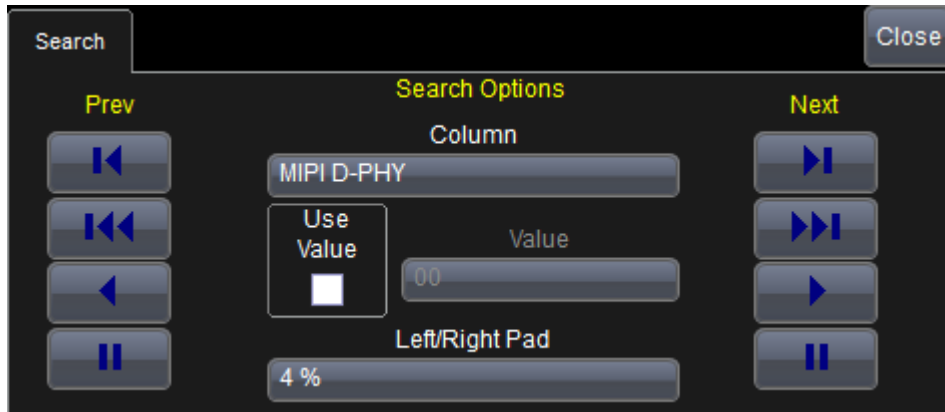 Search
Close
Prev
Search Options
Next
Column
MIPI D-PHY
Use
Value
Value
00
Left/Right Pad
4 %